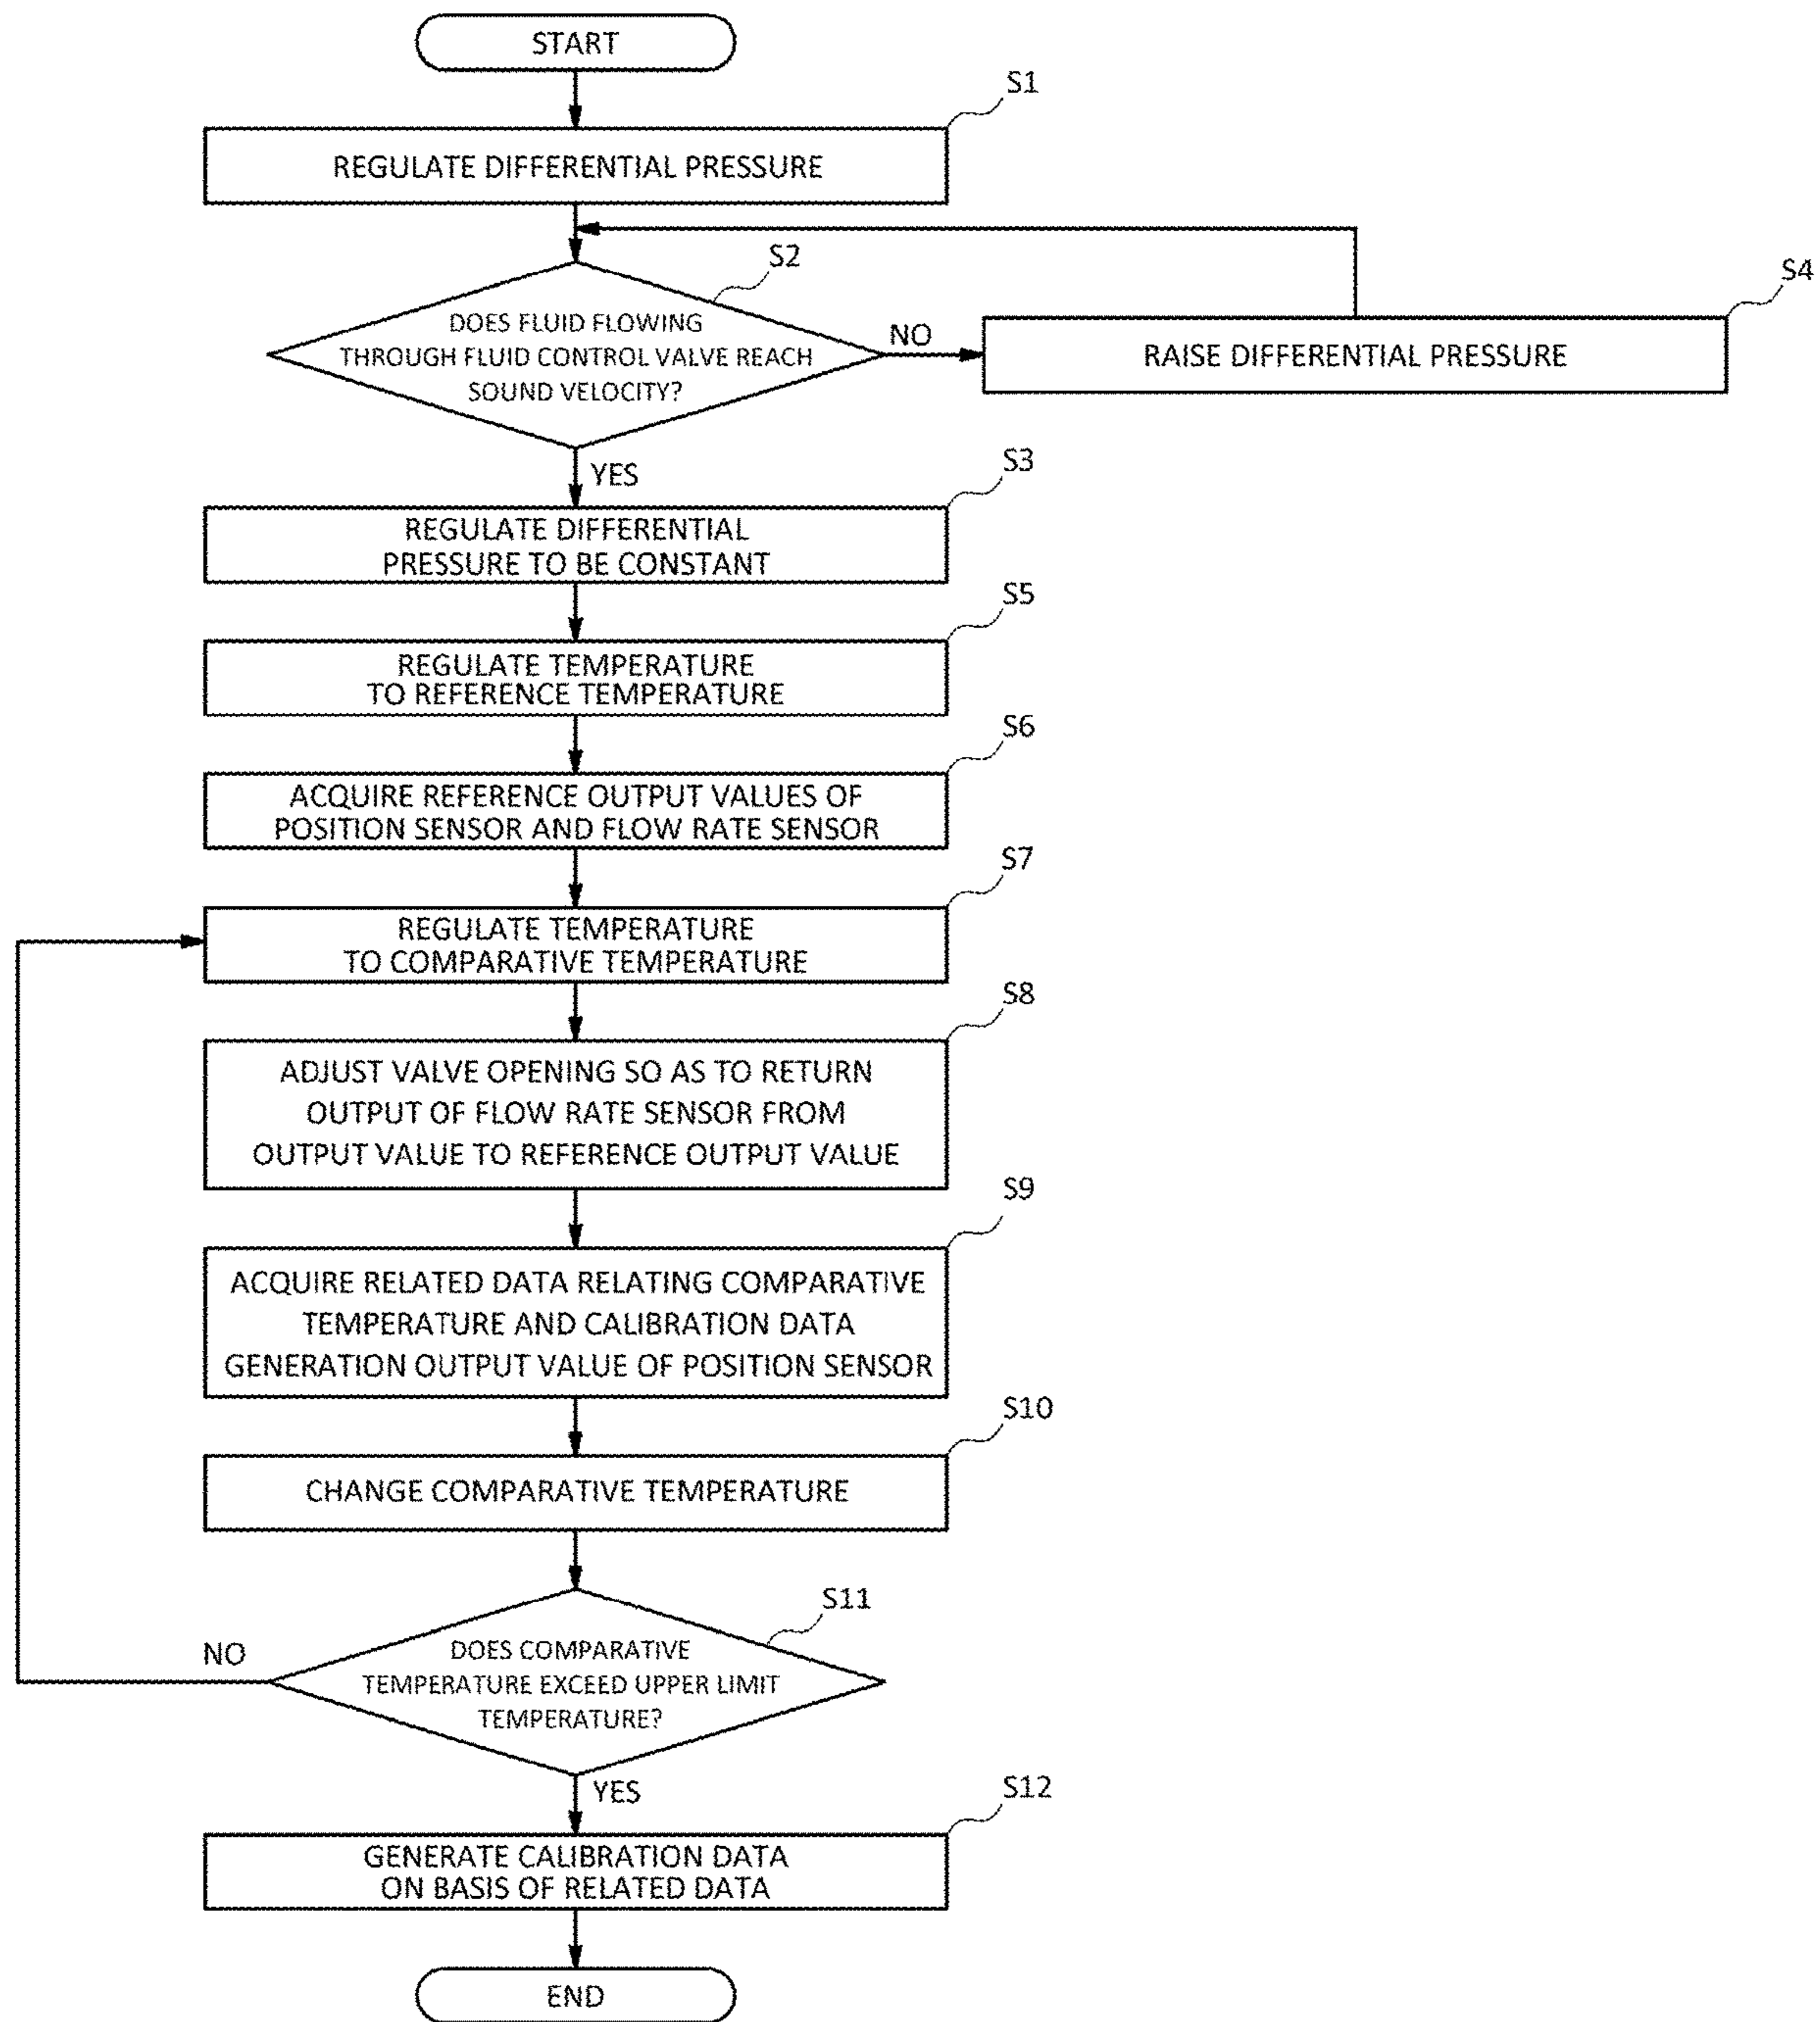 START
S1
REGULATE DIFFERENTIAL PRESSURE
S2
S4
DOES FLUID FLOWING
THROUGH FLUID CONTROL VALVE REACH
SOUND VELOCITY?
NO
RAISE DIFFERENTIAL PRESSURE
YES
S3
REGULATE DIFFERENTIAL
PRESSURE TO BE CONSTANT
S5
REGULATE TEMPERATURE
TO REFERENCE TEMPERATURE
S6
ACQUIRE REFERENCE OUTPUT VALUES OF
POSITION SENSOR AND FLOW RATE SENSOR
S7
REGULATE TEMPERATURE
TO COMPARATIVE TEMPERATURE
S8
ADJUST VALVE OPENING SO AS TO RETURN
OUTPUT OF FLOW RATE SENSOR FROM
OUTPUT VALUE TO REFERENCE OUTPUT VALUE
S9
ACQUIRE RELATED DATA RELATING COMPARATIVE
TEMPERATURE AND CALIBRATION DATA
GENERATION OUTPUT VALUE OF POSITION SENSOR
S10
CHANGE COMPARATIVE TEMPERATURE
S11
NO
DOES COMPARATIVE
TEMPERATURE EXCEED UPPER LIMIT
TEMPERATURE?
YES
S12
GENERATE CALIBRATION DATA
ON BASIS OF RELATED DATA
END